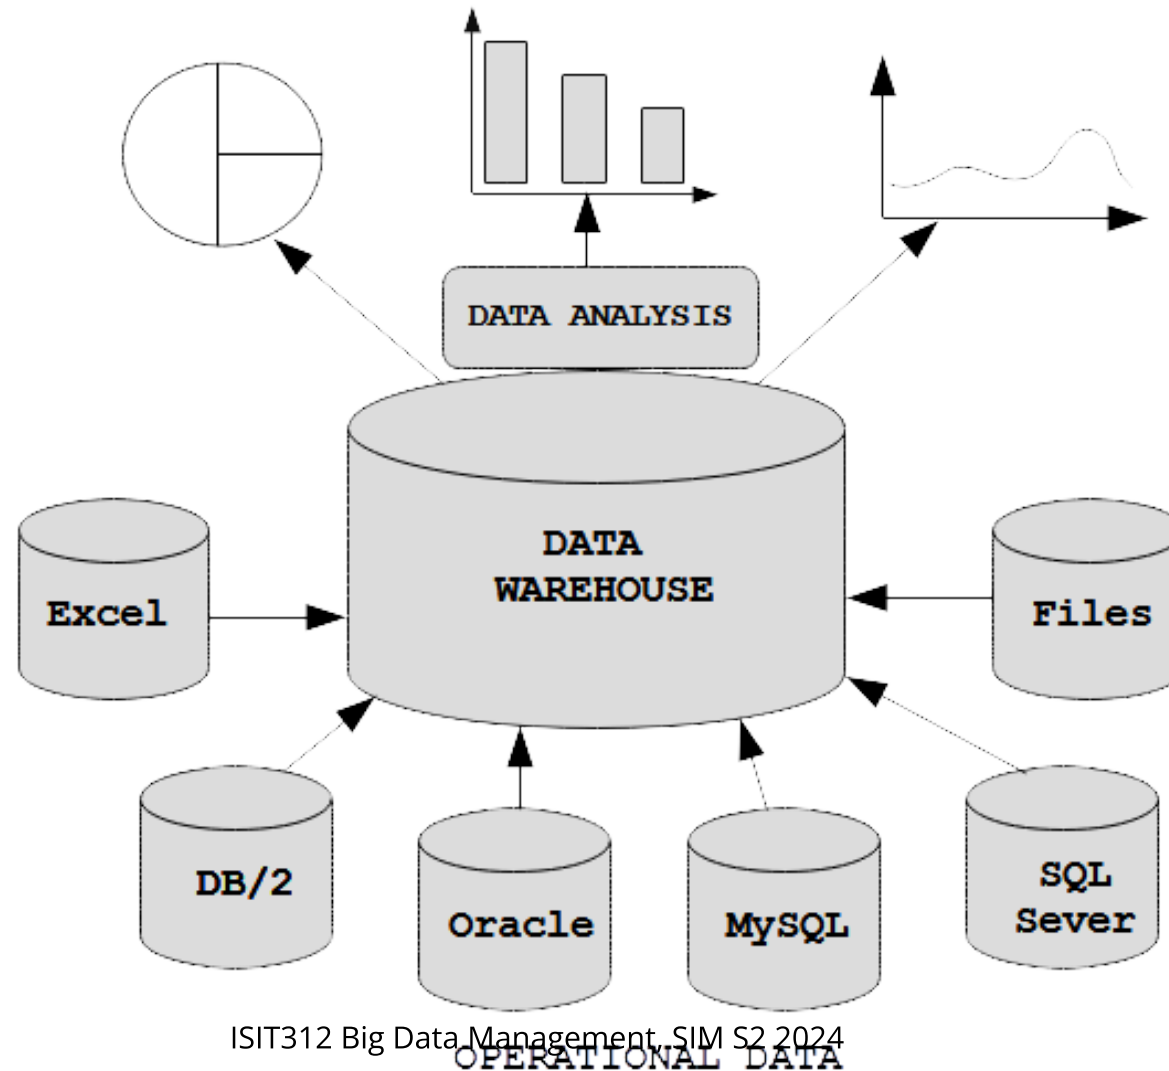 DATA ANALYSIS
DATA
WAREHOUSE
Excel
Files
DB/2
Oracle
MySQL
SQL
Sever
ISIT312 Big Data Management, SIM S2 2024
OPERATIONAL DATA